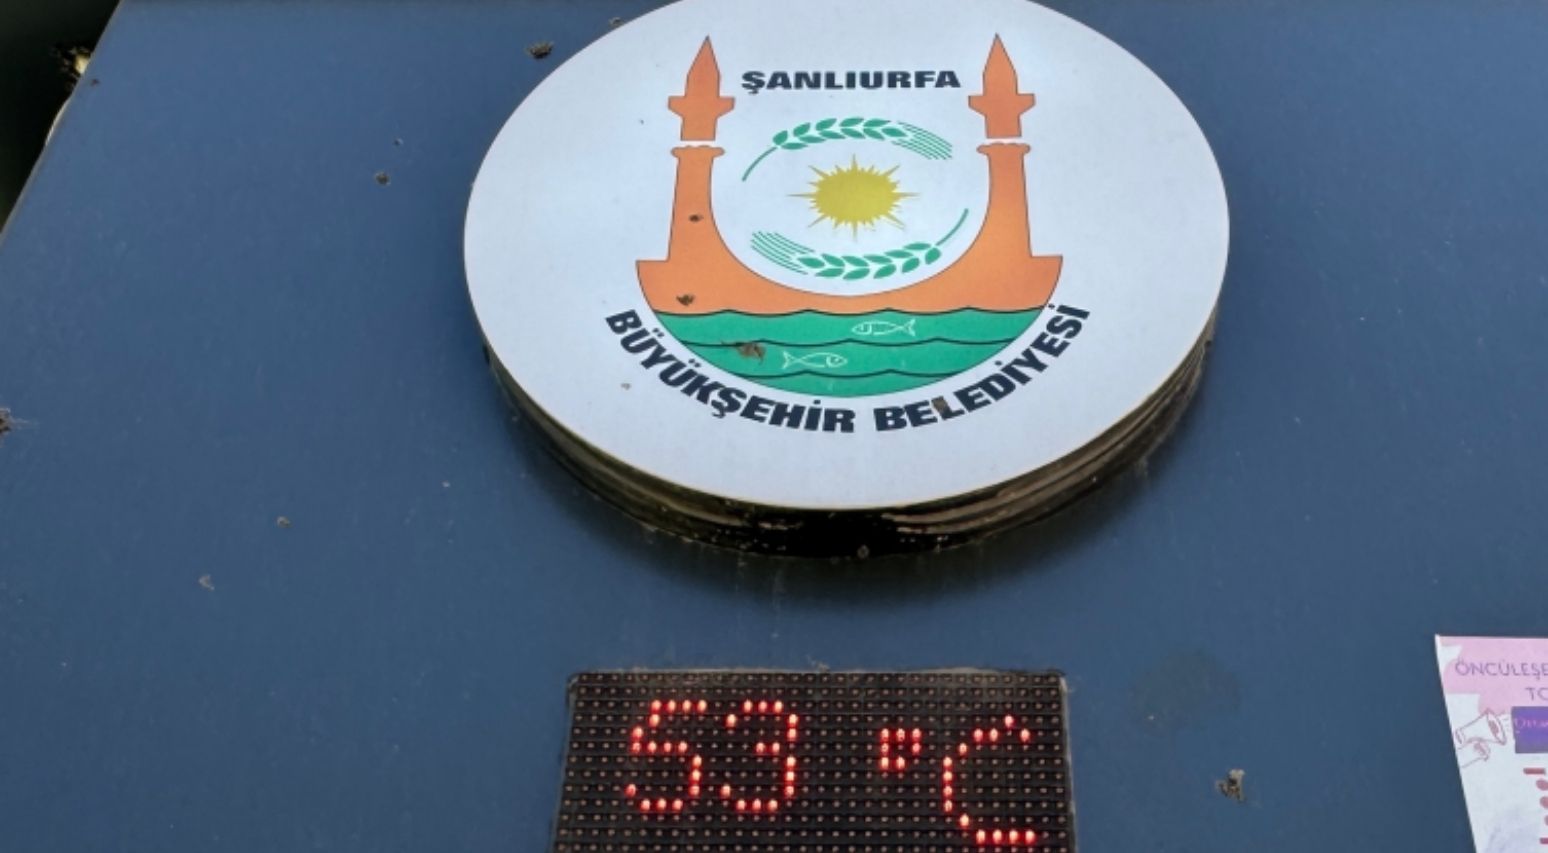 ŞANLIURFA
BÜYÜKŞEHİR BELEDİYESİ
53 °C